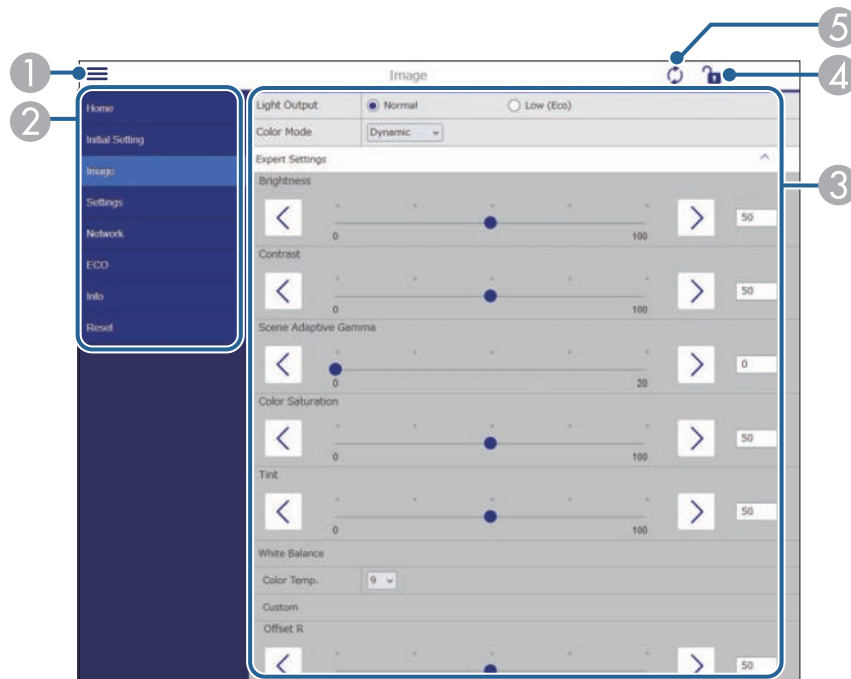 5
Image
1
4
2
Home
Initial Setting
Image
Settings
Network
ECO
Info
Reset
Light Output Normal Low (Eco)
Color Mode Dynamic
Expert Settings
3
Brightness
50
0 100
Contrast
50
0 100
Scene Adaptive Gamma
0
0 20
Color Saturation
50
0 100
Tint
50
0 100
White Balance
Color Temp. 9
Custom
Offset R
50